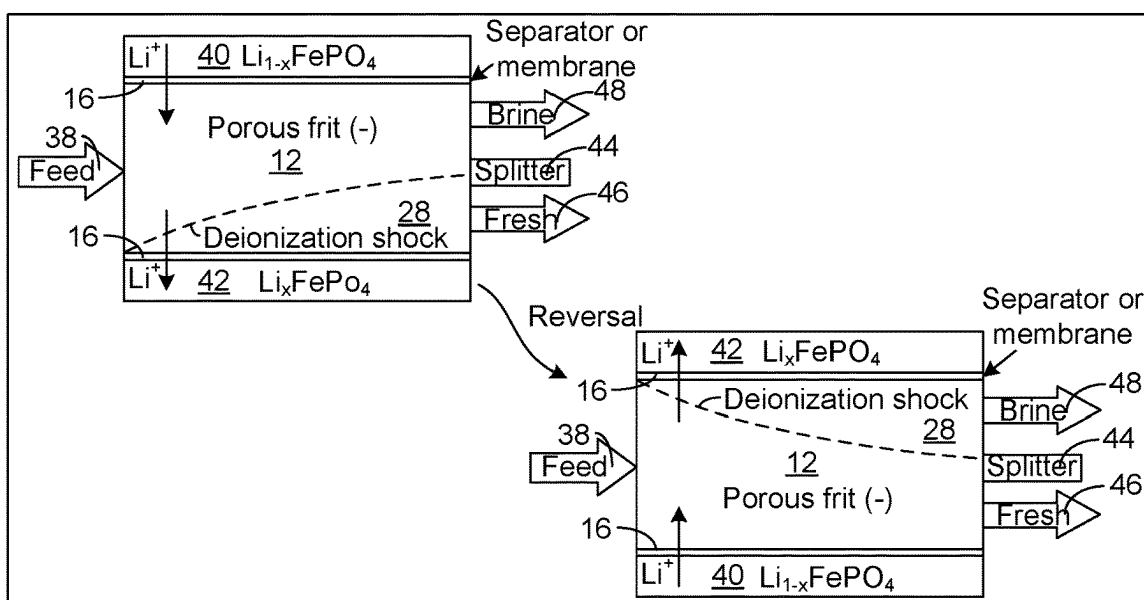 Li⁺
40 Li₁₋ₓFePO₄
Separator or
membrane
16
48
Brine
Porous frit (-)
38
12
44
Feed
Splitter
46
28
Fresh
16
Deionization shock
Li⁺
42 LiₓFePo₄
Reversal
Separator or
membrane
Li⁺
42 LiₓFePO₄
16
48
Deionization shock
Brine
28
38
44
12
Feed
Splitter
46
Porous frit (-)
Fresh
16
Li⁺
40 Li₁₋ₓFePO₄